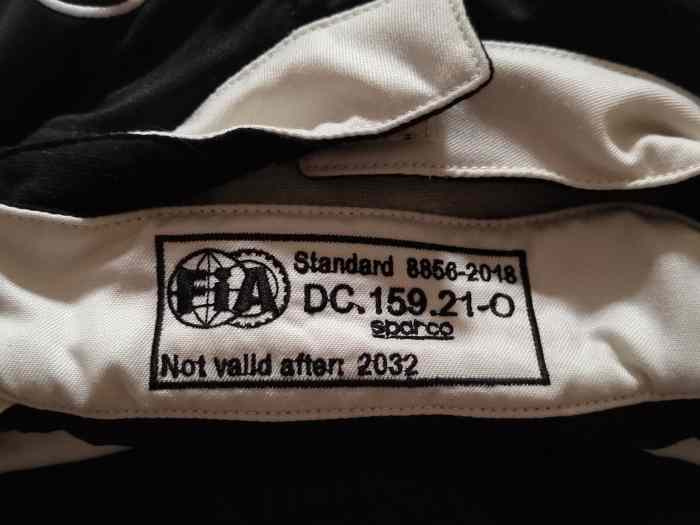 FiA
Standard 8856-2018
DC.159.21-O
sparco
Not valid after: 2032